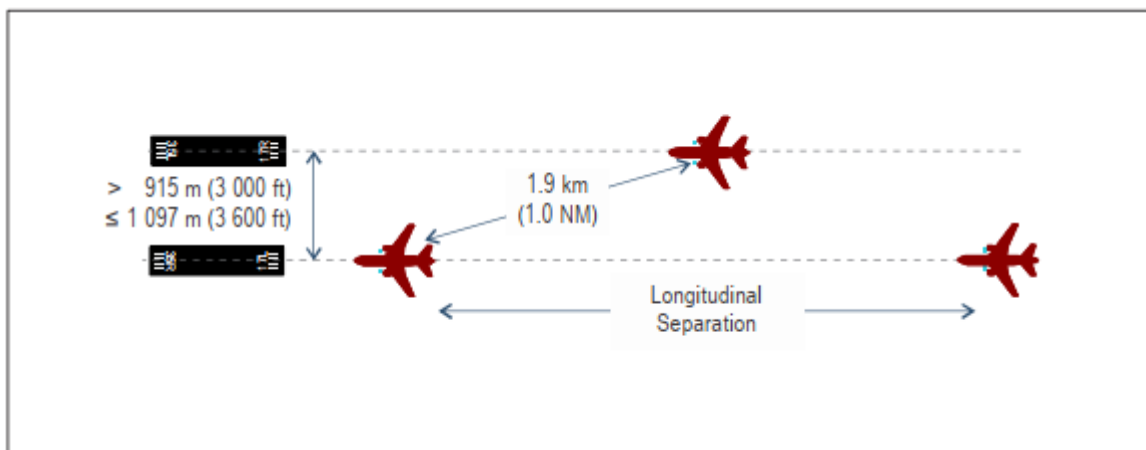 > 915 m (3 000 ft)
≤ 1 097 m (3 600 ft)
1.9 km
(1.0 NM)
Longitudinal
Separation